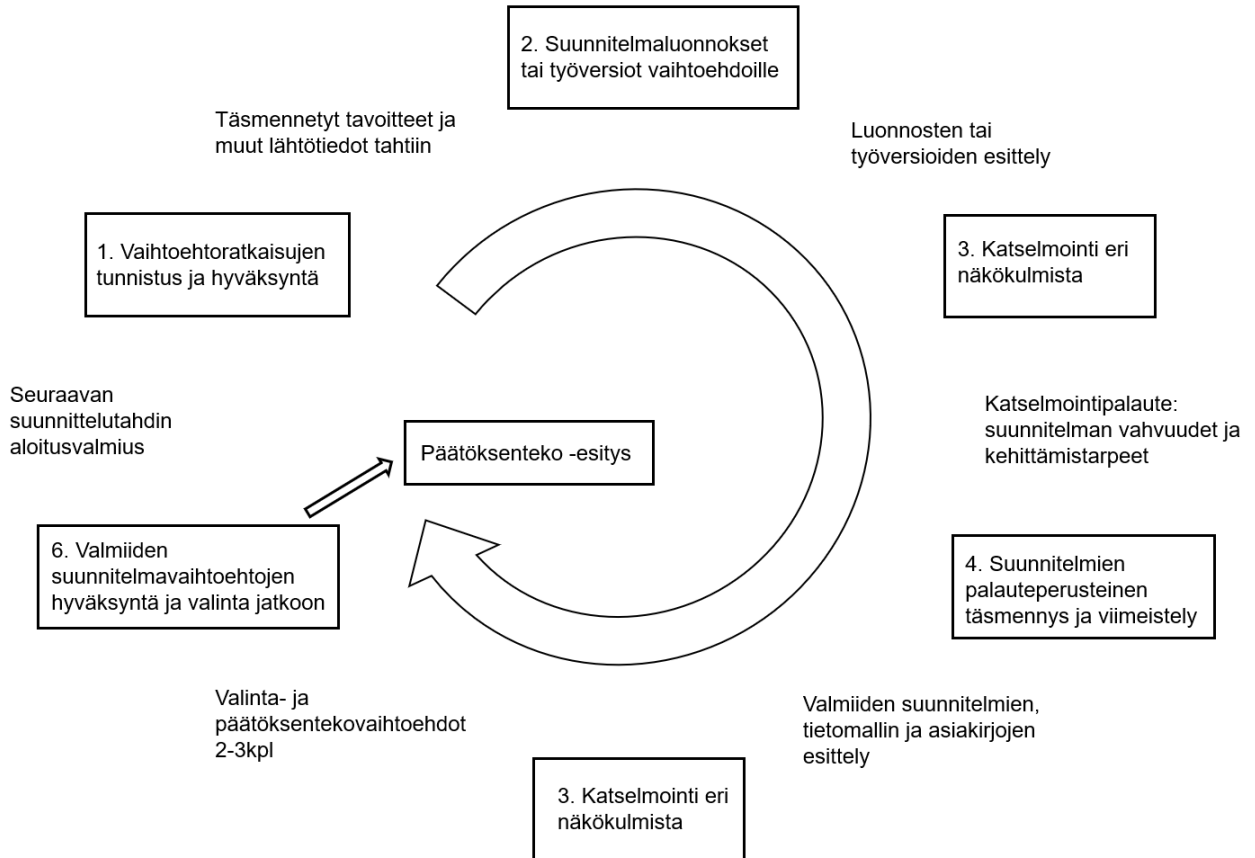 2. Suunnitelmaluonnokset
tai työversiot vaihtoehdoille
Täsmennetyt tavoitteet ja
muut lähtötiedot tahtiin
Luonnosten tai
työversioiden esittely
1. Vaihtoehtoratkaisujen
tunnistus ja hyväksyntä
3. Katselmointi eri
näkökulmista
Seuraavan
suunnittelutahdin
aloitusvalmius
Päätöksenteko -esitys
Katselmointipalaute:
suunnitelman vahvuudet ja
kehittämistarpeet
6. Valmiiden
suunnitelmavaihtoehtojen
hyväksyntä ja valinta jatkoon
4. Suunnitelmien
palauteperusteinen
täsmennys ja viimeistely
Valinta- ja
päätöksentekovaihtoehdot
2-3kpl
Valmiiden suunnitelmien,
tietomallin ja asiakirjojen
esittely
3. Katselmointi eri
näkökulmista